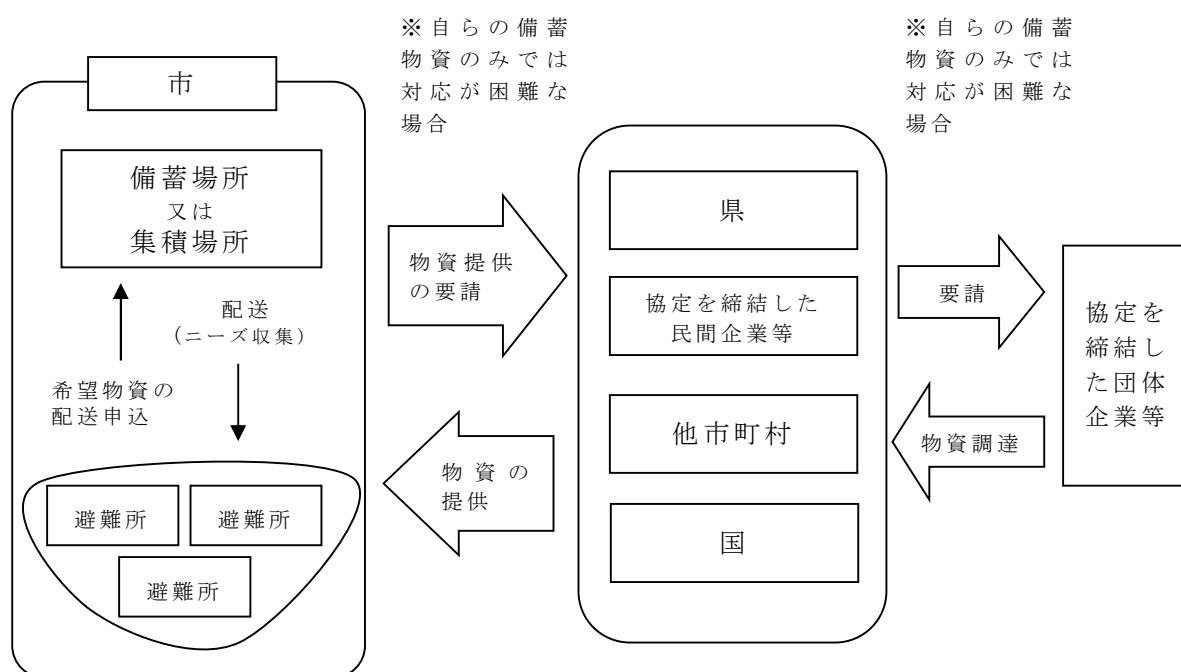 市
備蓄場所
又は
集積場所
配送
(ニーズ収集)
希望物資の
配送申込
避難所
避難所
避難所
※自らの備蓄
物資のみでは
対応が困難な
場合
物資提供
の要請
物資の
提供
県
協定を締結した
民間企業等
他市町村
国
※自らの備蓄
物資のみでは
対応が困難な
場合
要請
物資調達
協定を
締結し
た団体
企業等